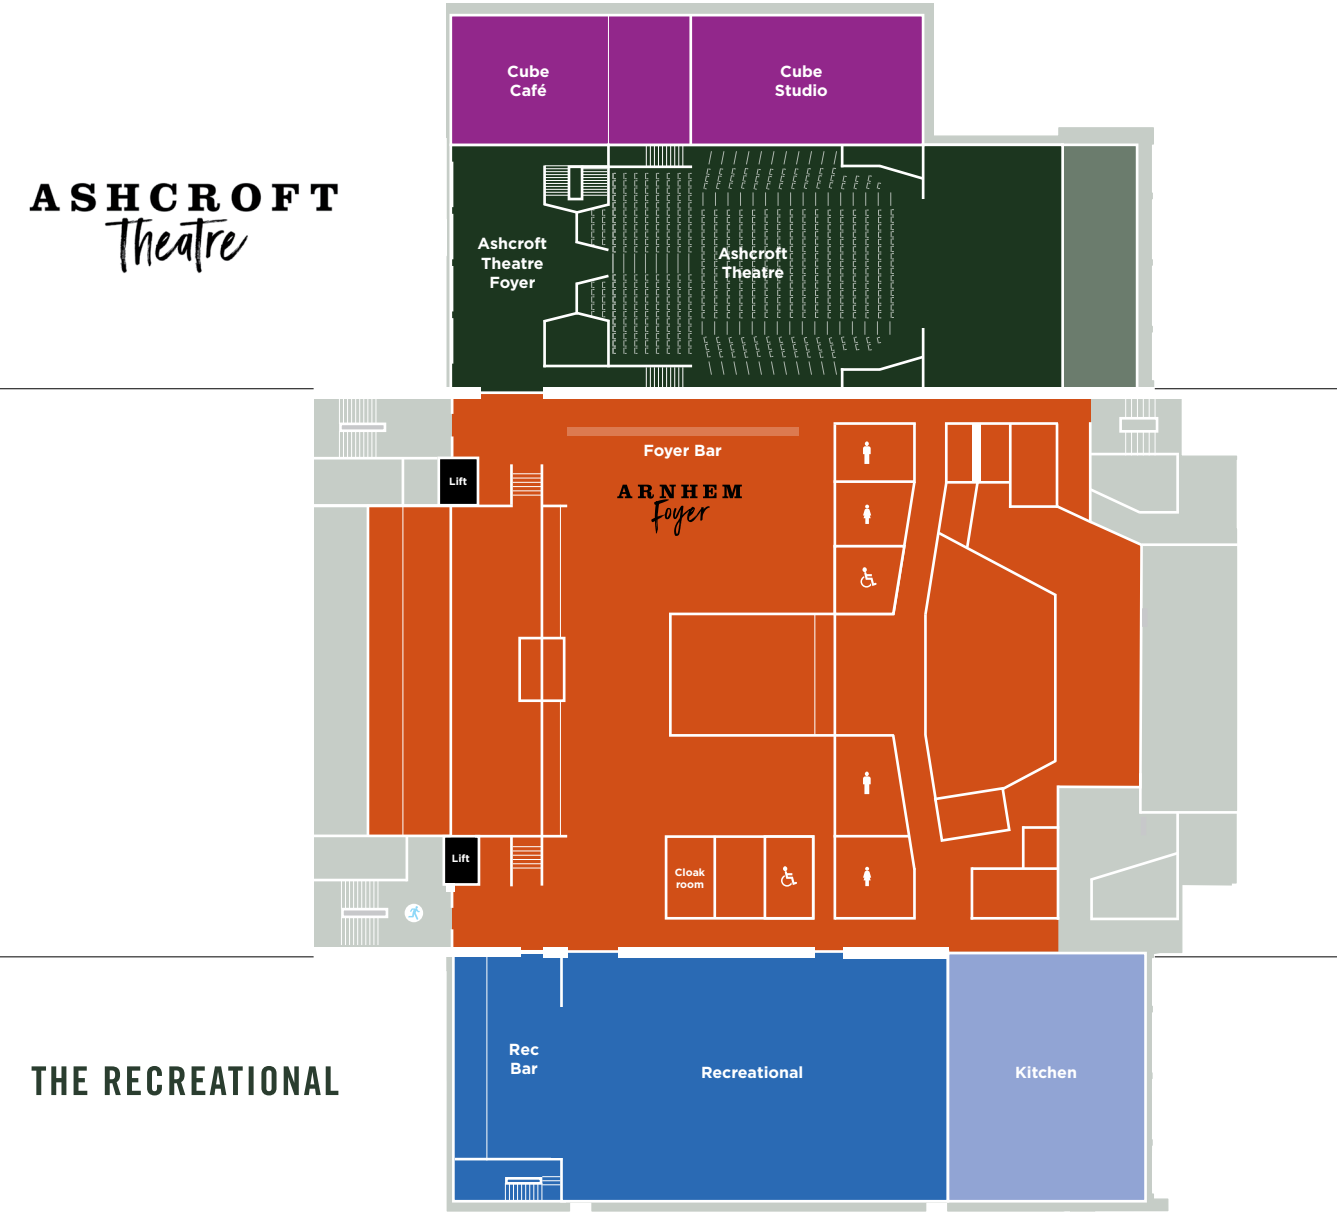 Cube
Café
Cube
Studio
ASHCROFT
Theatre
Ashcroft
Theatre
Foyer
Ashcroft
Theatre
Foyer Bar
Lift
ARNHEM
Foyer
Lift
Cloak
room
Rec
Bar
THE RECREATIONAL
Recreational
Kitchen